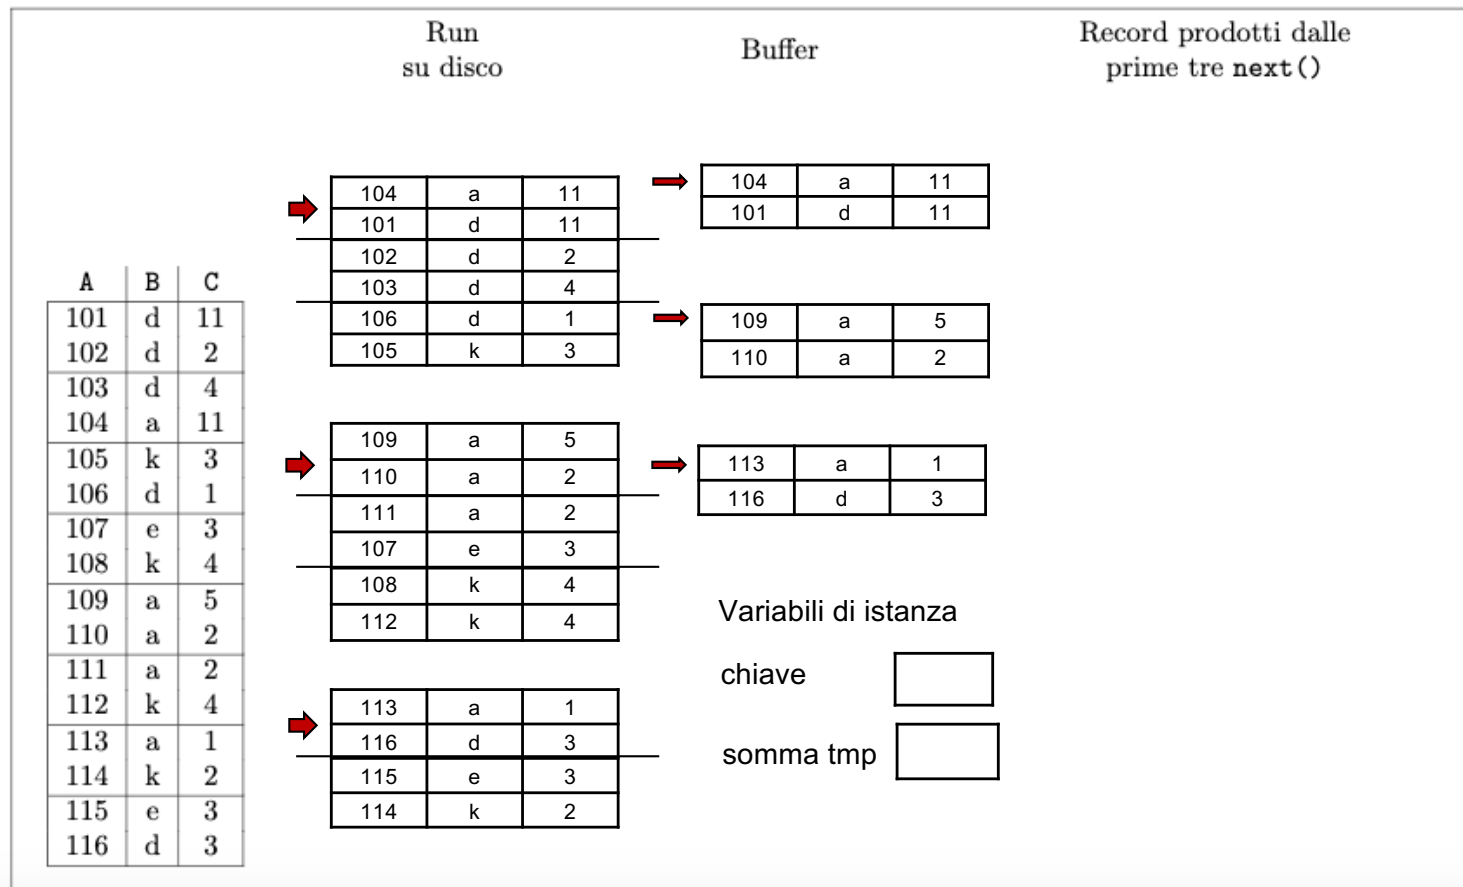 Run
su disco
Buffer
Record prodotti dalle
prime tre next()
A B C
101 d 11
102 d 2
103 d 4
104 a 11
105 k 3
106 d 1
107 e 3
108 k 4
109 a 5
110 a 2
111 a 2
112 k 4
113 a 1
114 k 2
115 e 3
116 d 3
104 a 11
101 d 11
102 d 2
103 d 4
106 d 1
105 k 3
109 a 5
110 a 2
111 a 2
107 e 3
108 k 4
112 k 4
113 a 1
116 d 3
115 e 3
114 k 2
104 a 11
101 d 11
109 a 5
110 a 2
113 a 1
116 d 3
Variabili di istanza
chiave
somma tmp